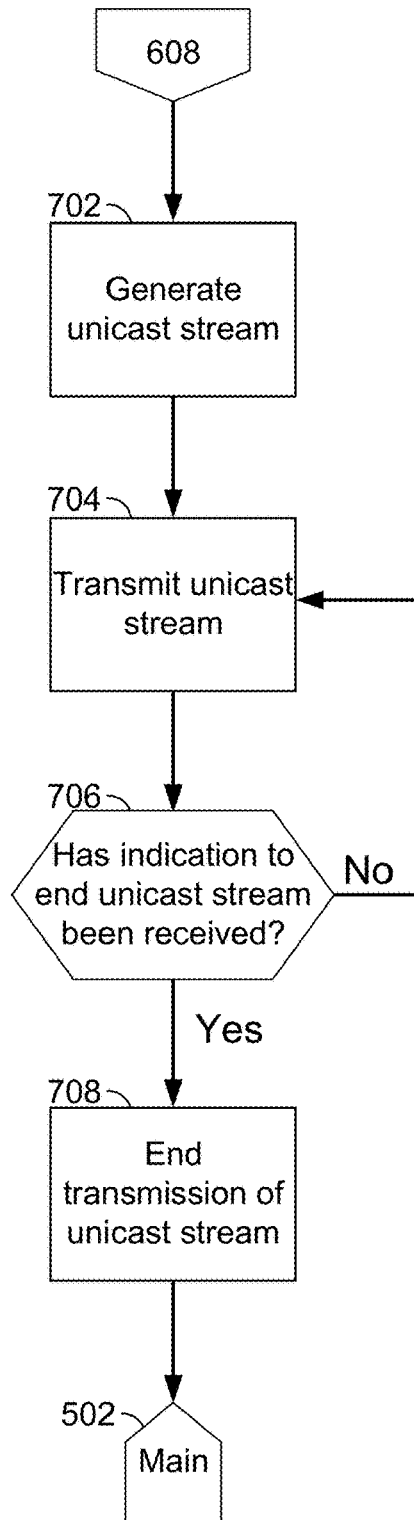 608
702
Generate
unicast stream
704
Transmit unicast
stream
706
Has indication to
end unicast stream
been received?
No
Yes
708
End
transmission of
unicast stream
502
Main